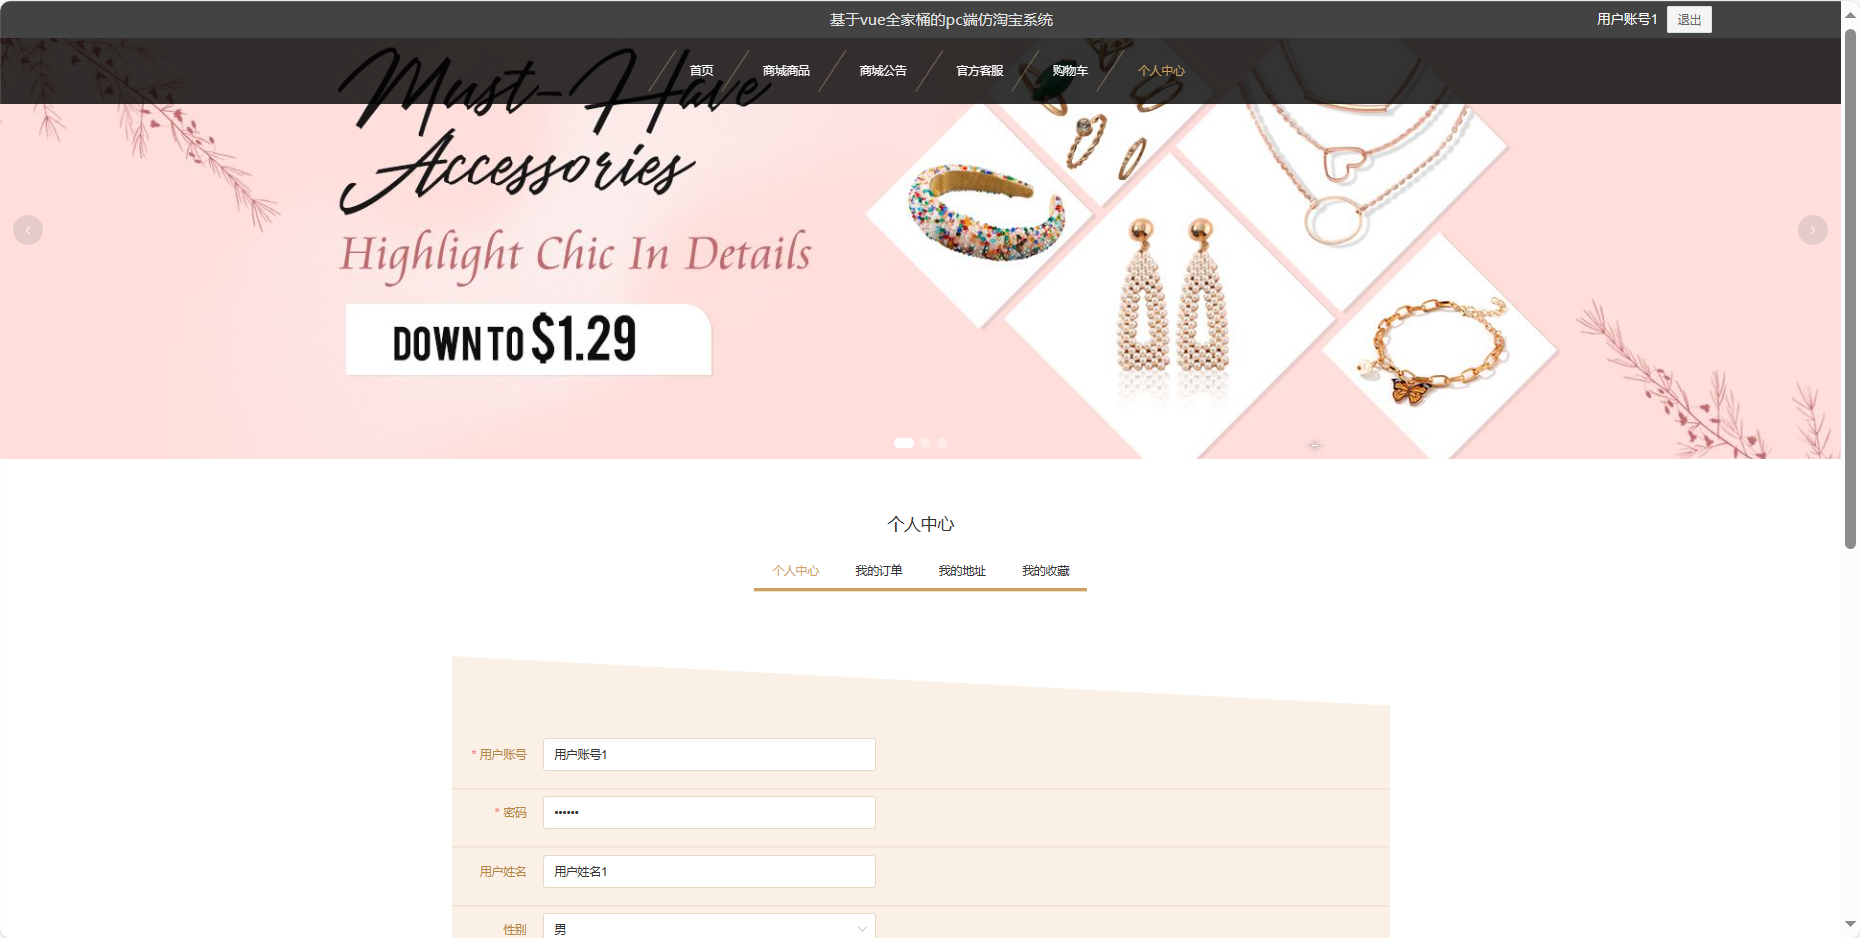 基于vue全家桶的pc端仿淘宝系统
用户账号1 退出
首页 商城商品 商城公告 官方客服 购物车 个人中心
Must-Have
Accessories
Highlight Chic In Details
DOWN TO $1.29
个人中心
个人中心 我的订单 我的地址 我的收藏
* 用户账号 用户账号1
* 密码 ••••••
用户姓名 用户姓名1
性别 男